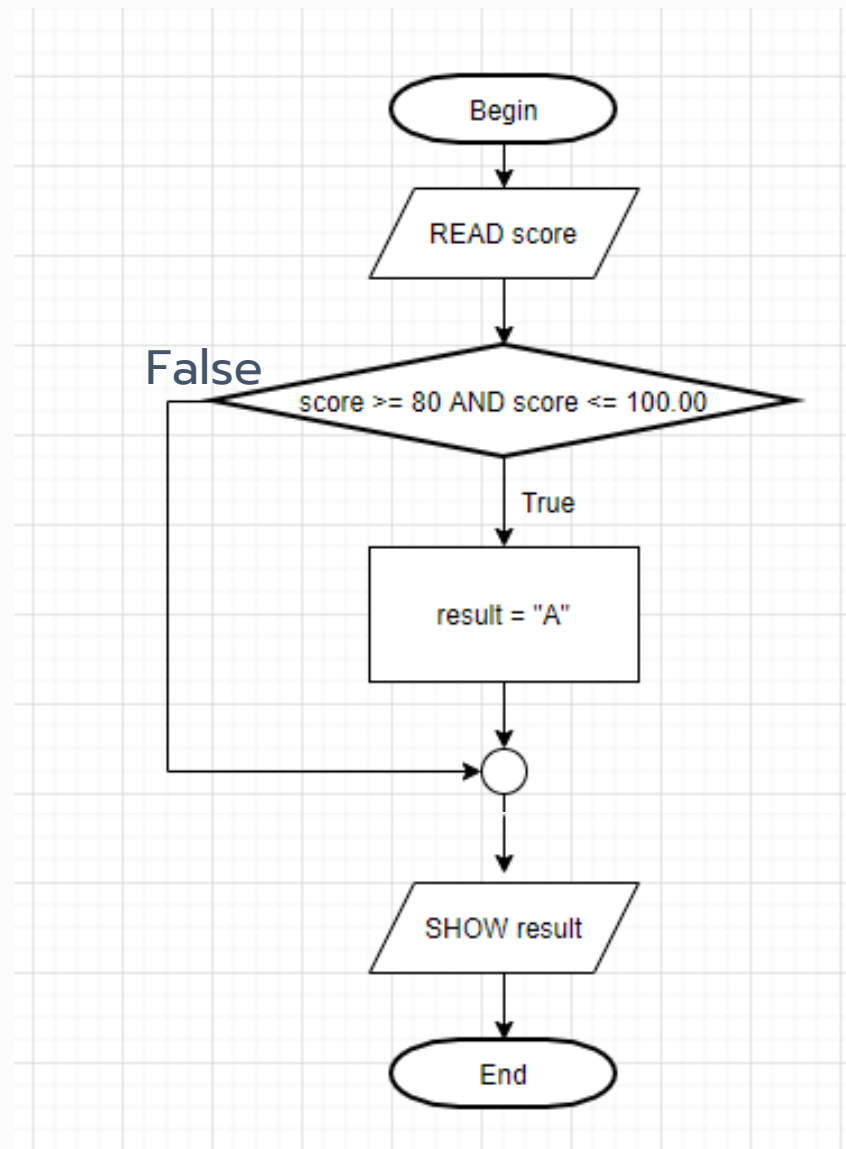 Begin
READ score
False
score >= 80 AND score <= 100.00
True
result = "A"
SHOW result
End